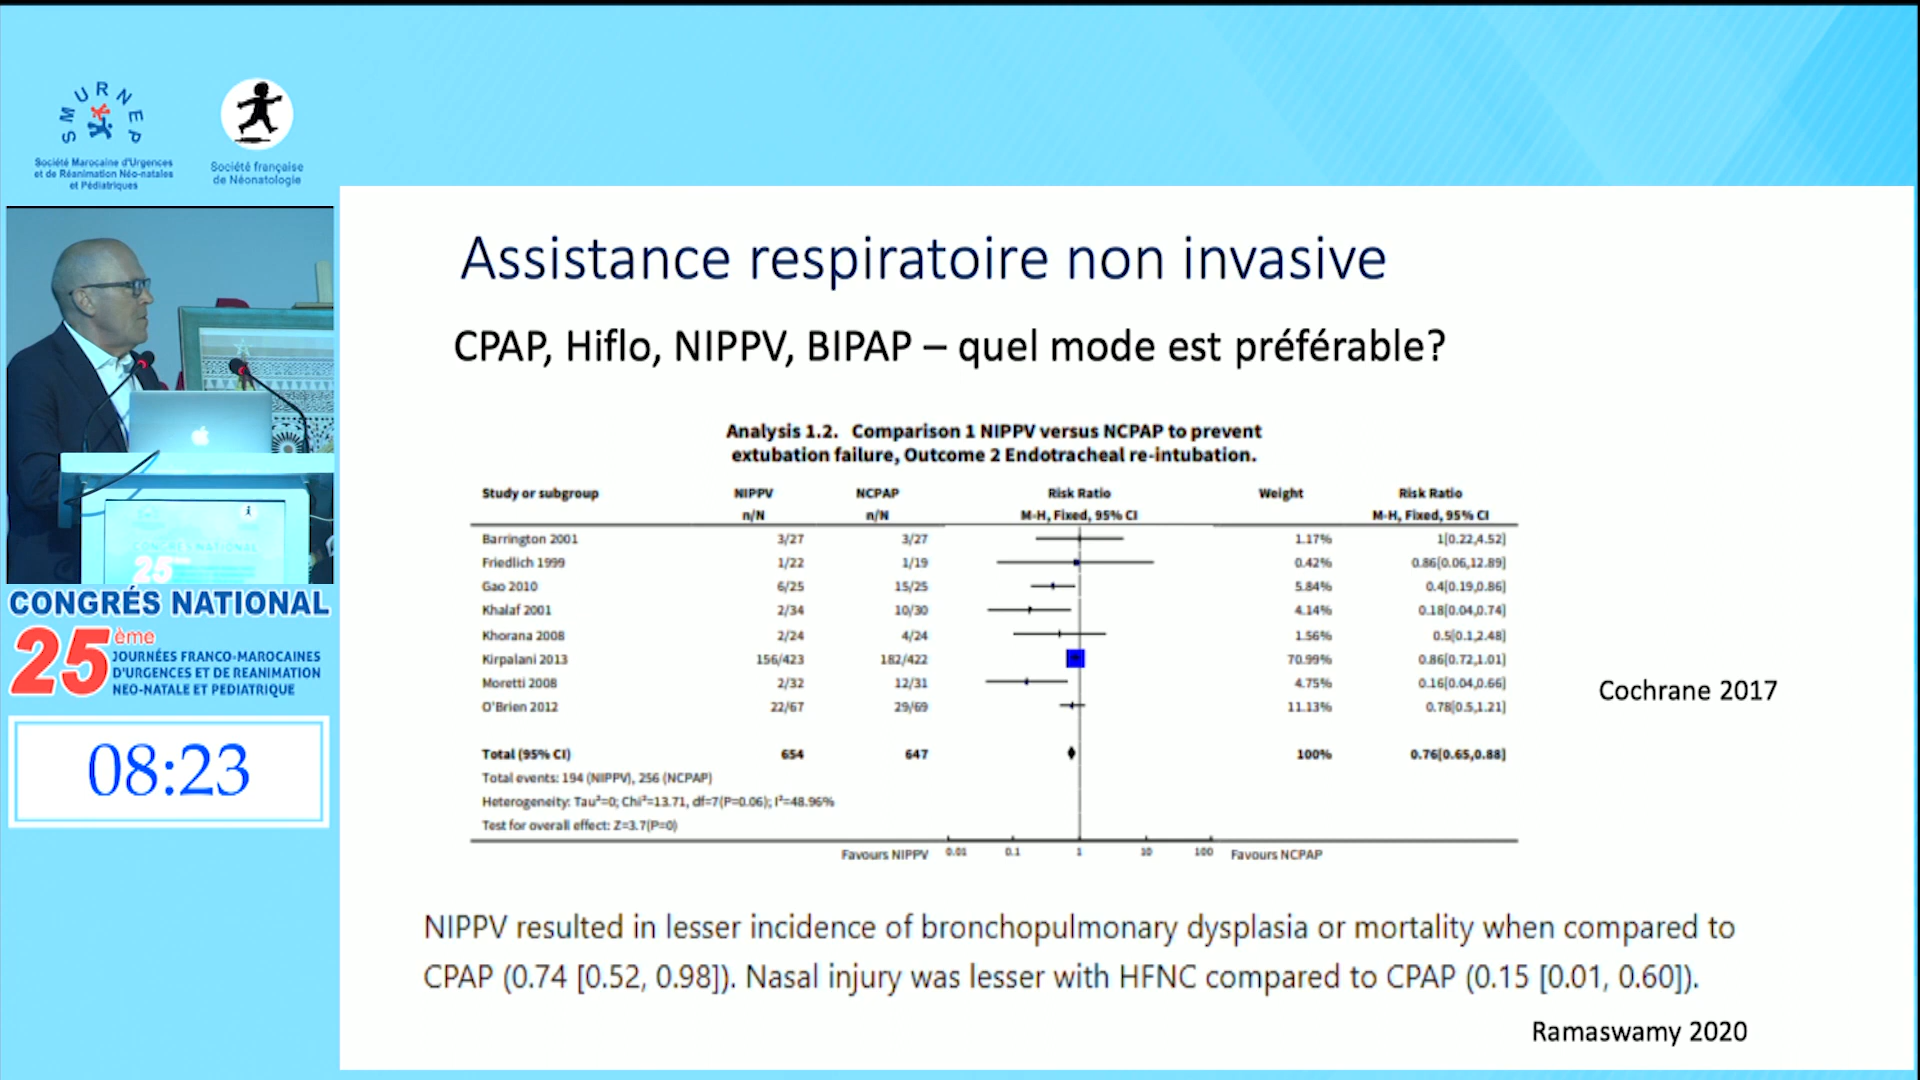 SMURNEP
Société Marocaine d'Urgences
et de Réanimation Néo-natales
et Pédiatriques
Société française
de Néonatologie
Assistance respiratoire non invasive
CPAP, Hiflo, NIPPV, BIPAP – quel mode est préférable?
Analysis 1.2. Comparison 1 NIPPV versus NCPAP to prevent
extubation failure, Outcome 2 Endotracheal re-intubation.
Study or subgroup NIPPV NCPAP Risk Ratio Weight Risk Ratio
n/N n/N M-H, Fixed, 95% CI M-H, Fixed, 95% CI
Barrington 2001 3/27 3/27 1.17% 1[0.22,4.52]
Friedlich 1999 1/22 1/19 0.42% 0.86[0.06,12.89]
Gao 2010 6/25 15/25 5.84% 0.4[0.19,0.86]
Khalaf 2001 2/34 10/30 4.14% 0.18[0.04,0.74]
Khorana 2008 2/24 4/24 1.56% 0.5[0.1,2.48]
Kirpalani 2013 156/423 182/422 70.99% 0.86[0.72,1.01]
Moretti 2008 2/32 12/31 4.75% 0.16[0.04,0.66]
O'Brien 2012 22/67 29/69 11.13% 0.78[0.5,1.21]
Total (95% CI) 654 647 100% 0.76[0.65,0.88]
Total events: 194 (NIPPV), 256 (NCPAP)
Heterogeneity: Tau²=0; Chi²=13.71, df=7(P=0.06); I²=48.96%
Test for overall effect: Z=3.7(P=0)
Favours NIPPV 0.01 0.1 1 10 100 Favours NCPAP
Cochrane 2017
NIPPV resulted in lesser incidence of bronchopulmonary dysplasia or mortality when compared to
CPAP (0.74 [0.52, 0.98]). Nasal injury was lesser with HFNC compared to CPAP (0.15 [0.01, 0.60]).
Ramaswamy 2020
CONGRÈS NATIONAL
25
CONGRÉS NATIONAL
25ème
JOURNÉES FRANCO-MAROCAINES
D'URGENCES ET DE REANIMATION
NEO-NATALE ET PEDIATRIQUE
08:23